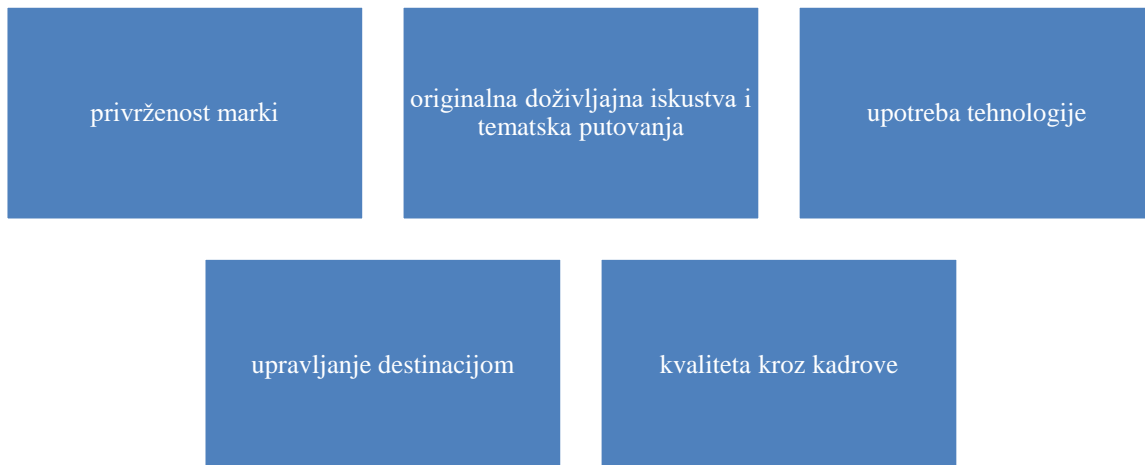 privrženost marki
originalna doživljajna iskustva i
tematska putovanja
upotreba tehnologije
upravljanje destinacijom
kvaliteta kroz kadrove